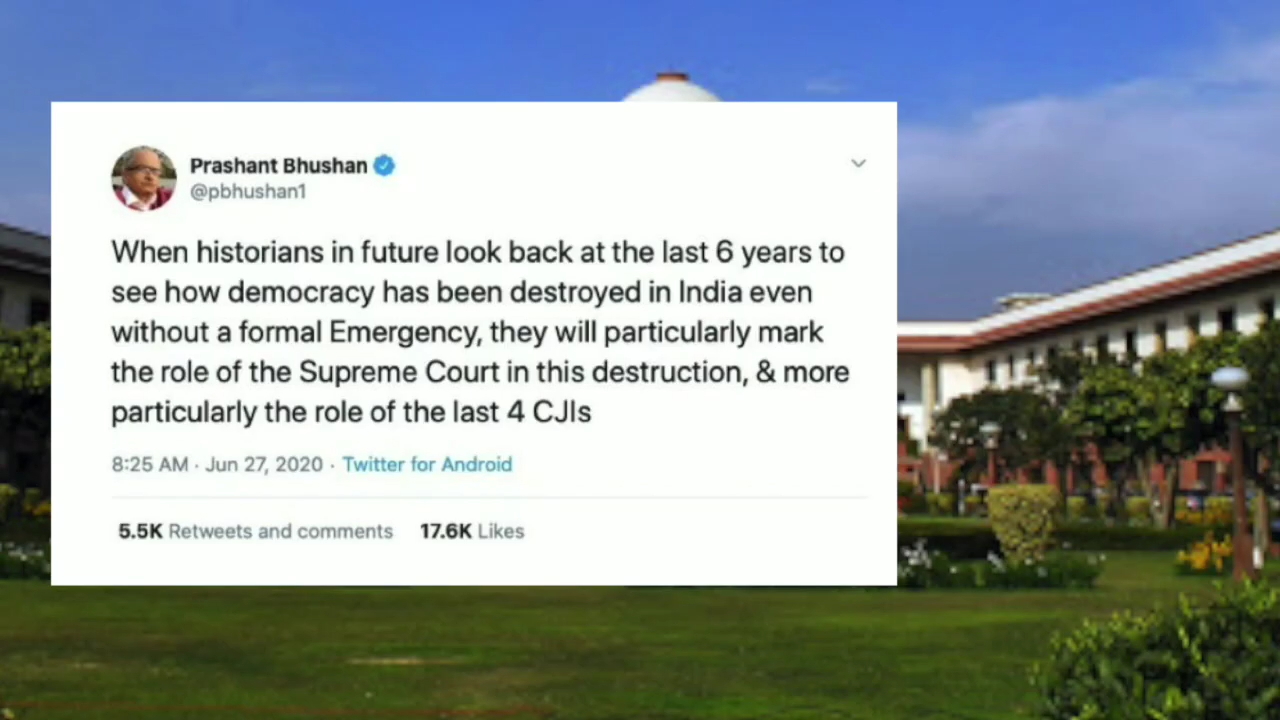 Prashant Bhushan
@pbhushan1
When historians in future look back at the last 6 years to
see how democracy has been destroyed in India even
without a formal Emergency, they will particularly mark
the role of the Supreme Court in this destruction, & more
particularly the role of the last 4 CJIs
8:25 AM · Jun 27, 2020 · Twitter for Android
5.5K Retweets and comments 17.6K Likes